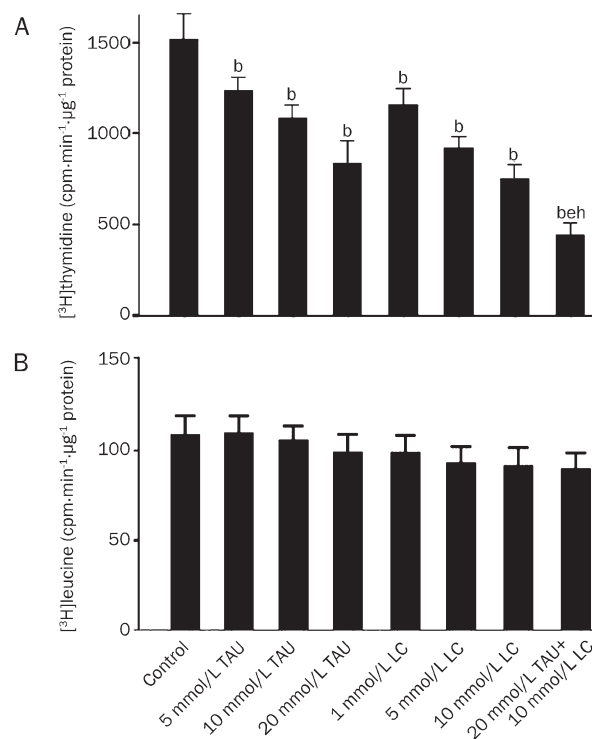 A
[³H]thymidine (cpm·min⁻¹·µg⁻¹ protein)
1500
1000
500
0
b
b
b
b
b
b
beh
B
[³H]leucine (cpm·min⁻¹·µg⁻¹ protein)
150
100
50
0
Control
5 mmol/L TAU
10 mmol/L TAU
20 mmol/L TAU
1 mmol/L LC
5 mmol/L LC
10 mmol/L LC
20 mmol/L TAU+
10 mmol/L LC